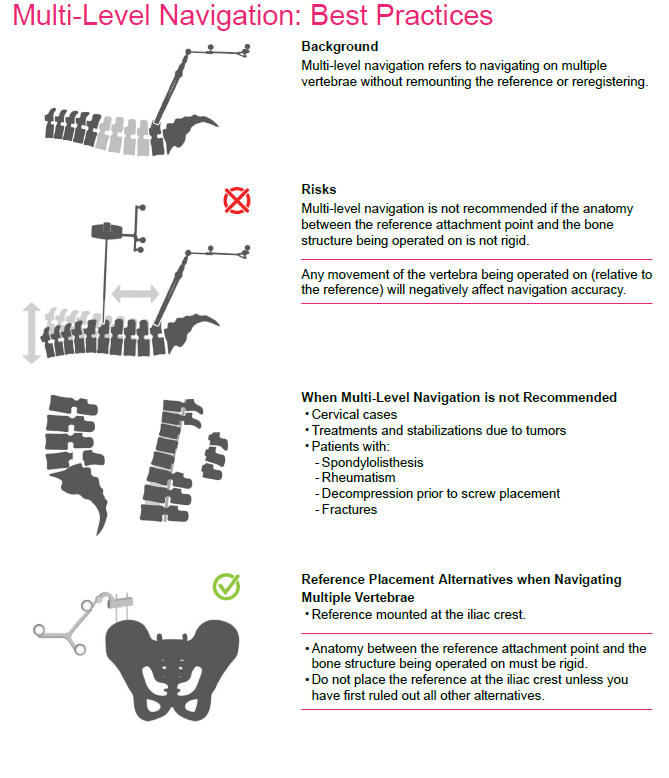 Multi-Level Navigation: Best Practices
Background
Multi-level navigation refers to navigating on multiple
vertebrae without remounting the reference or reregistering.
Risks
Multi-level navigation is not recommended if the anatomy
between the reference attachment point and the bone
structure being operated on is not rigid.
Any movement of the vertebra being operated on (relative to
the reference) will negatively affect navigation accuracy.
When Multi-Level Navigation is not Recommended
• Cervical cases
• Treatments and stabilizations due to tumors
• Patients with:
- Spondylolisthesis
- Rheumatism
- Decompression prior to screw placement
- Fractures
Reference Placement Alternatives when Navigating
Multiple Vertebrae
• Reference mounted at the iliac crest.
• Anatomy between the reference attachment point and the
bone structure being operated on must be rigid.
• Do not place the reference at the iliac crest unless you
have first ruled out all other alternatives.